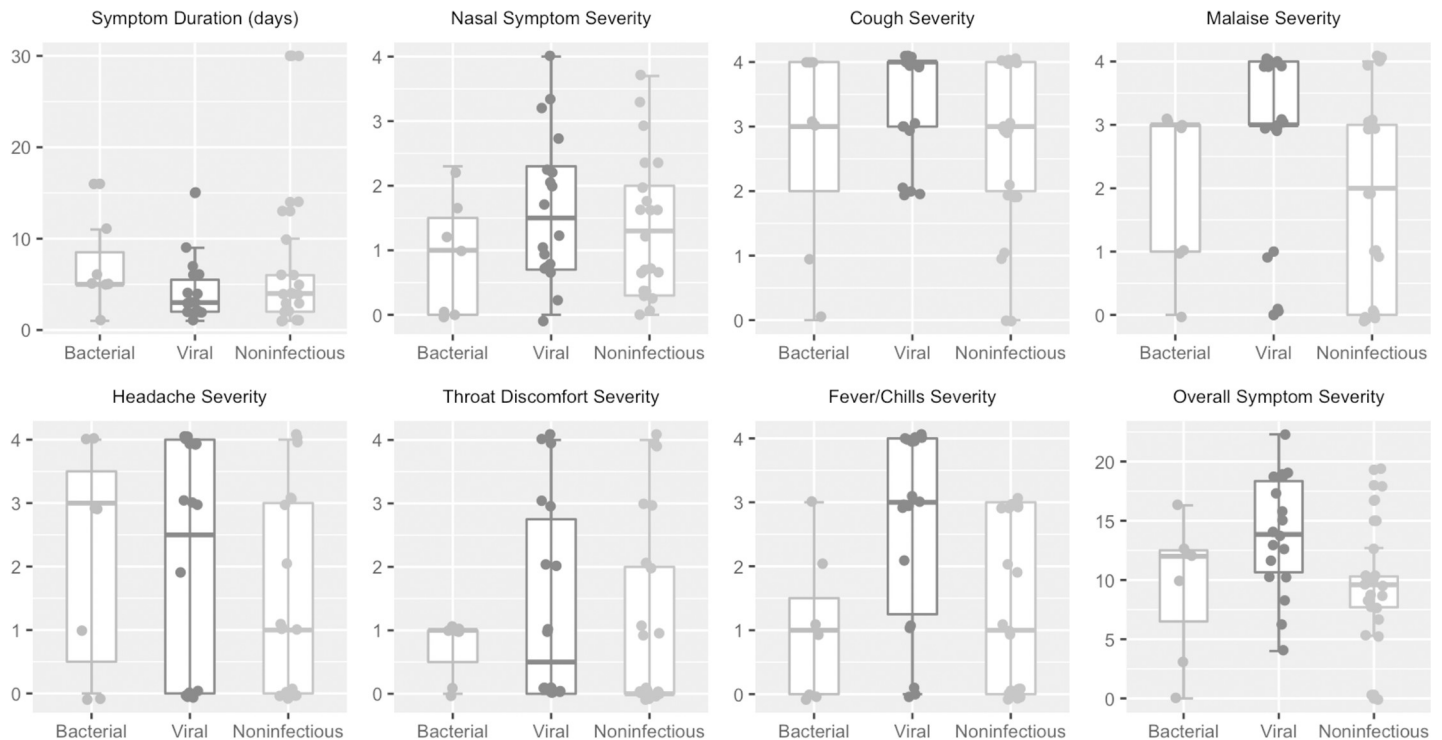 Symptom Duration (days)
30
20
10
0
Bacterial Viral Noninfectious
Nasal Symptom Severity
4
3
2
1
0
Bacterial Viral Noninfectious
Cough Severity
4
3
2
1
0
Bacterial Viral Noninfectious
Malaise Severity
4
3
2
1
0
Bacterial Viral Noninfectious
Headache Severity
4
3
2
1
0
Bacterial Viral Noninfectious
Throat Discomfort Severity
4
3
2
1
0
Bacterial Viral Noninfectious
Fever/Chills Severity
4
3
2
1
0
Bacterial Viral Noninfectious
Overall Symptom Severity
20
15
10
5
0
Bacterial Viral Noninfectious